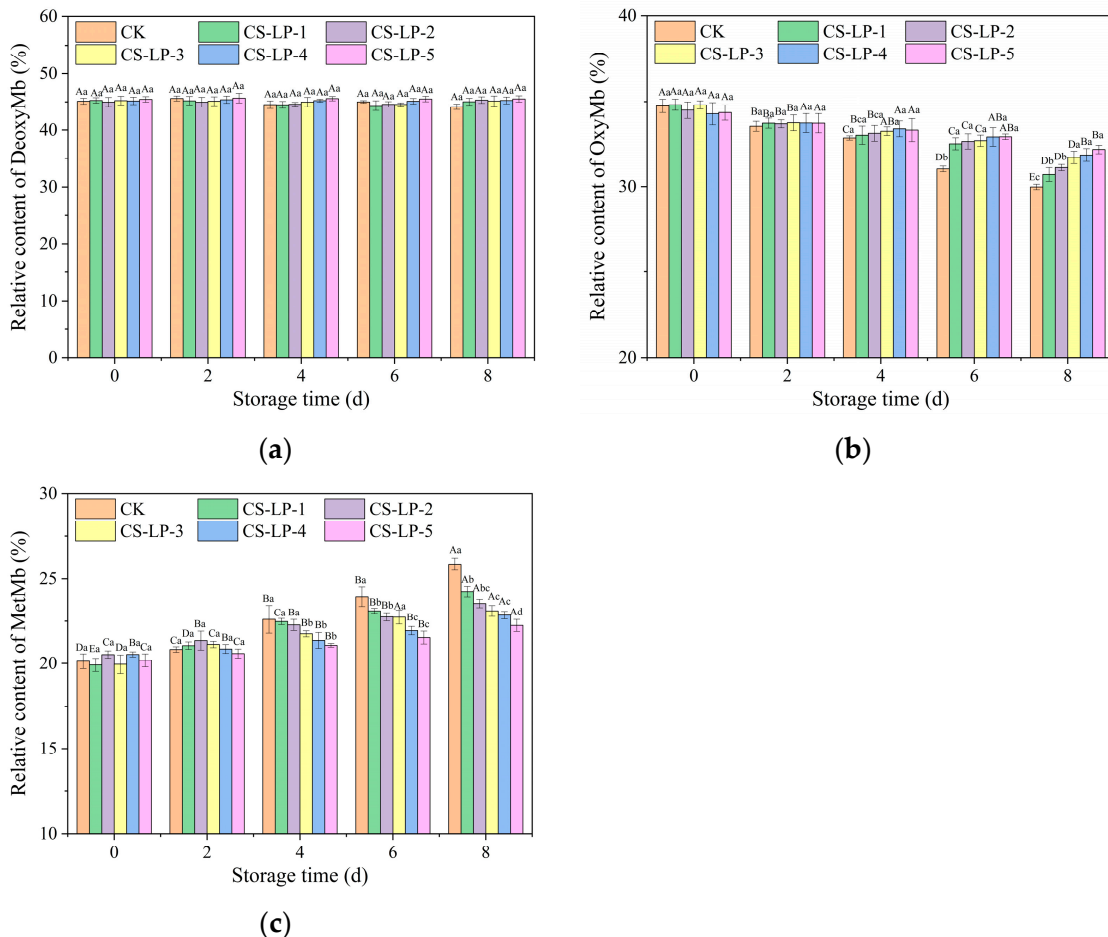 60
50
40
30
20
10
0
Relative content of DeoxyMb (%)
CK CS-LP-1 CS-LP-2
CS-LP-3 CS-LP-4 CS-LP-5
Aa Aa Aa Aa Aa Aa
Aa Aa Aa Aa Aa Aa
Aa Aa Aa Aa Aa Aa
Aa Aa Aa Aa Aa Aa
Aa Aa Aa Aa Aa Aa
0 2 4 6 8
Storage time (d)
(a)
40
30
20
Relative content of OxyMb (%)
CK CS-LP-1 CS-LP-2
CS-LP-3 CS-LP-4 CS-LP-5
Aa Aa Aa Aa Aa Aa
Ba Ba Ba Ba Aa Aa
Ca Bca Bca ABa Aa Aa
Db Ca Ca Ca ABa ABa
Ec Db Db Da Ba Ba
0 2 4 6 8
Storage time (d)
(b)
30
25
20
15
10
Relative content of MetMb (%)
CK CS-LP-1 CS-LP-2
CS-LP-3 CS-LP-4 CS-LP-5
Da Ea Ca Da Ba Ca
Ca Da Ba Ca Ba Ca
Ba Ca Ba Bb Bb Bb
Ba Bb Bb Aa Bc Bc
Aa Ab Abc Ac Ac Ad
0 2 4 6 8
Storage time (d)
(c)